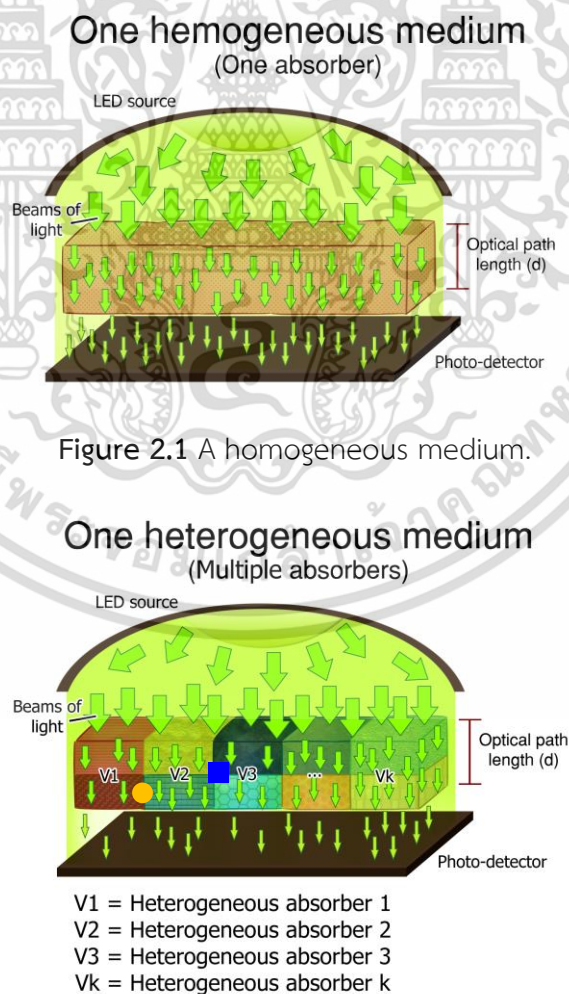 One hemogeneous medium
(One absorber)
LED source
Beams of
light
Optical path
length (d)
Photo-detector
Figure 2.1 A homogeneous medium.
One heterogeneous medium
(Multiple absorbers)
LED source
Beams of
light
Optical path
length (d)
V1 V2 V3 ... Vk
Photo-detector
V1 = Heterogeneous absorber 1
V2 = Heterogeneous absorber 2
V3 = Heterogeneous absorber 3
Vk = Heterogeneous absorber k